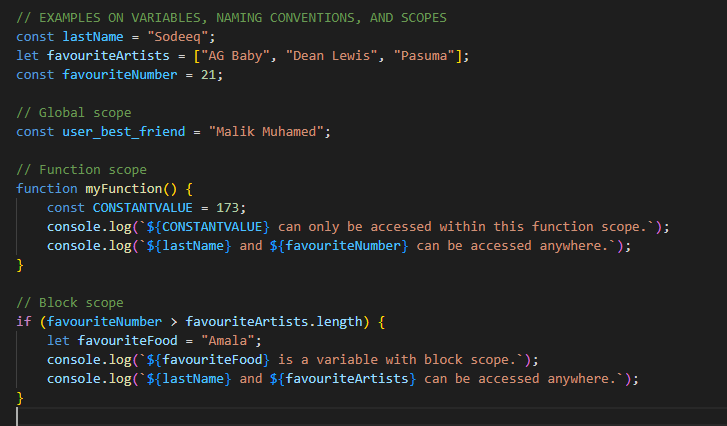 // EXAMPLES ON VARIABLES, NAMING CONVENTIONS, AND SCOPES
const lastName = "Sodeeq";
let favouriteArtists = ["AG Baby", "Dean Lewis", "Pasuma"];
const favouriteNumber = 21;

// Global scope
const user_best_friend = "Malik Muhamed";

// Function scope
function myFunction() {
    const CONSTANTVALUE = 173;
    console.log(`${CONSTANTVALUE} can only be accessed within this function scope.`);
    console.log(`${lastName} and ${favouriteNumber} can be accessed anywhere.`);
}

// Block scope
if (favouriteNumber > favouriteArtists.length) {
    let favouriteFood = "Amala";
    console.log(`${favouriteFood} is a variable with block scope.`);
    console.log(`${lastName} and ${favouriteArtists} can be accessed anywhere.`);
}